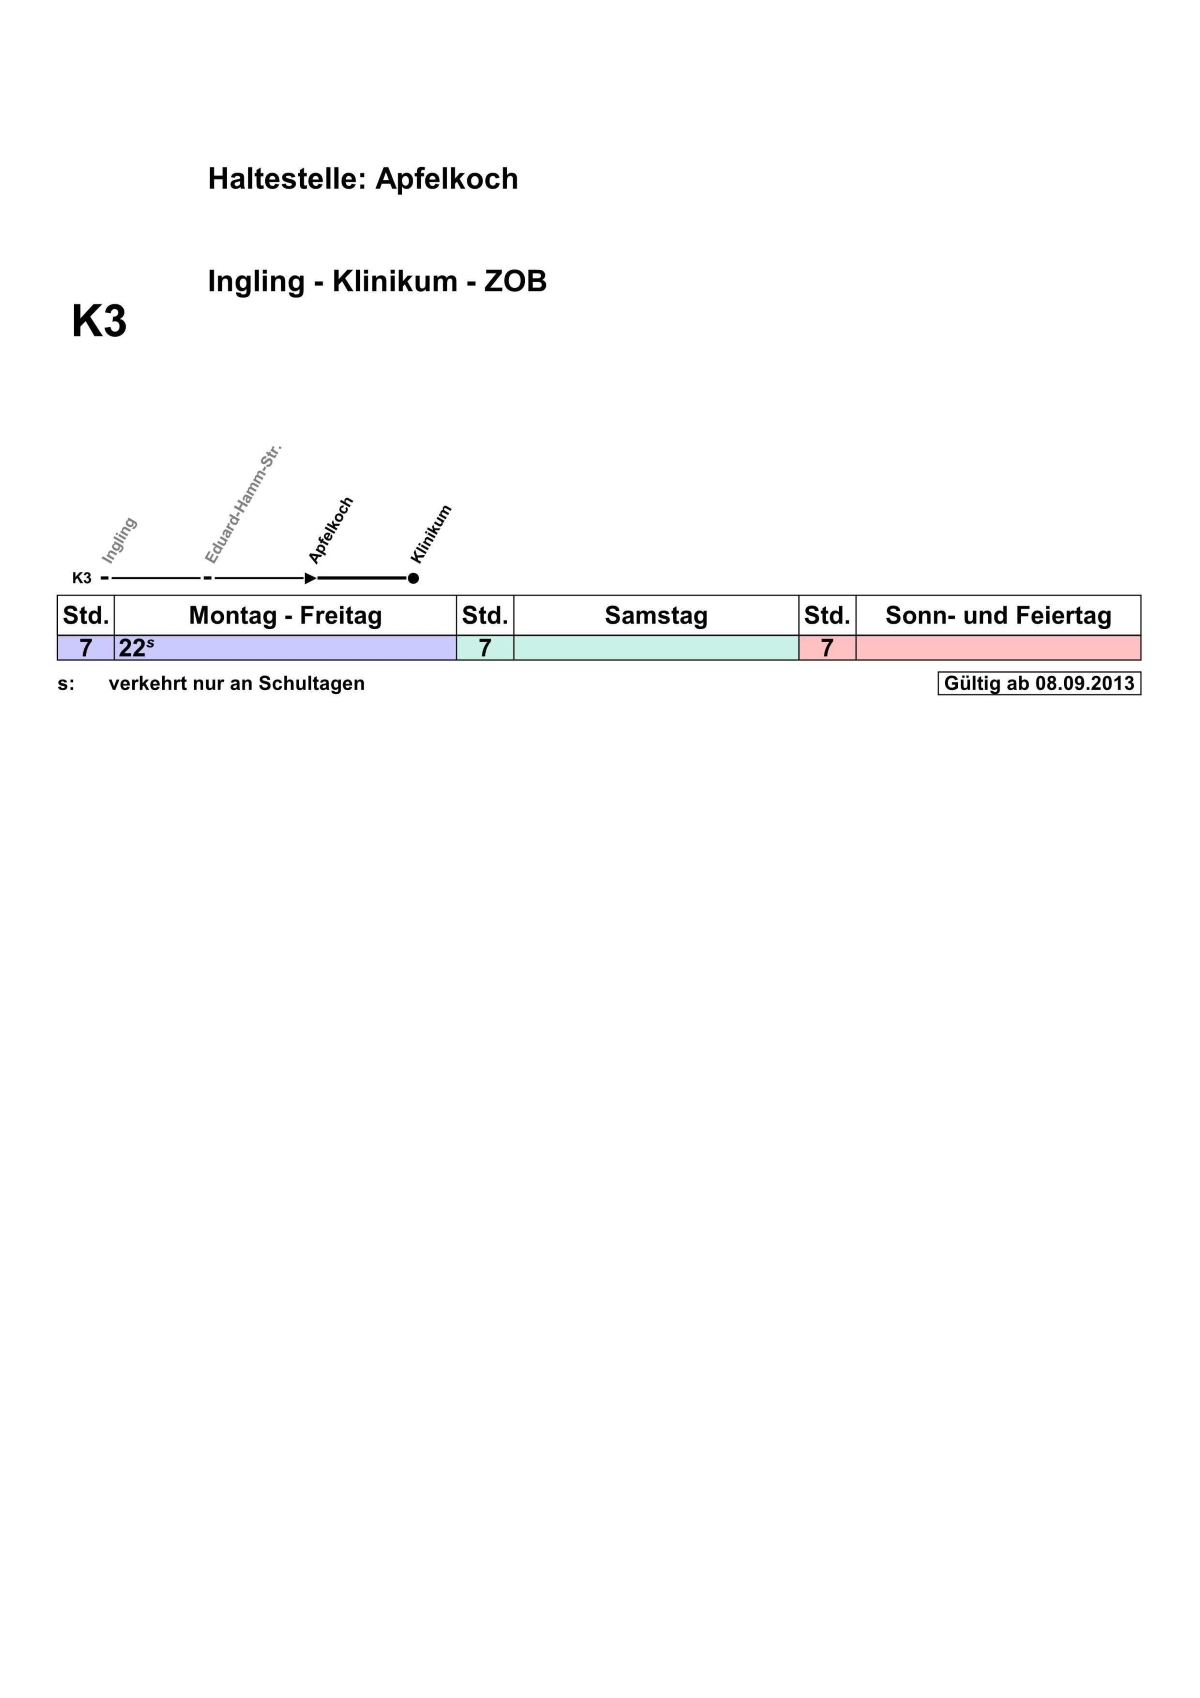 Haltestelle: Apfelkoch
Ingling - Klinikum - ZOB
K3
Ingling
Eduard-Hamm-Str.
Apfelkoch
Klinikum
K3
Std. Montag - Freitag Std. Samstag Std. Sonn- und Feiertag
7 22s 7 7
s: verkehrt nur an Schultagen Gültig ab 08.09.2013